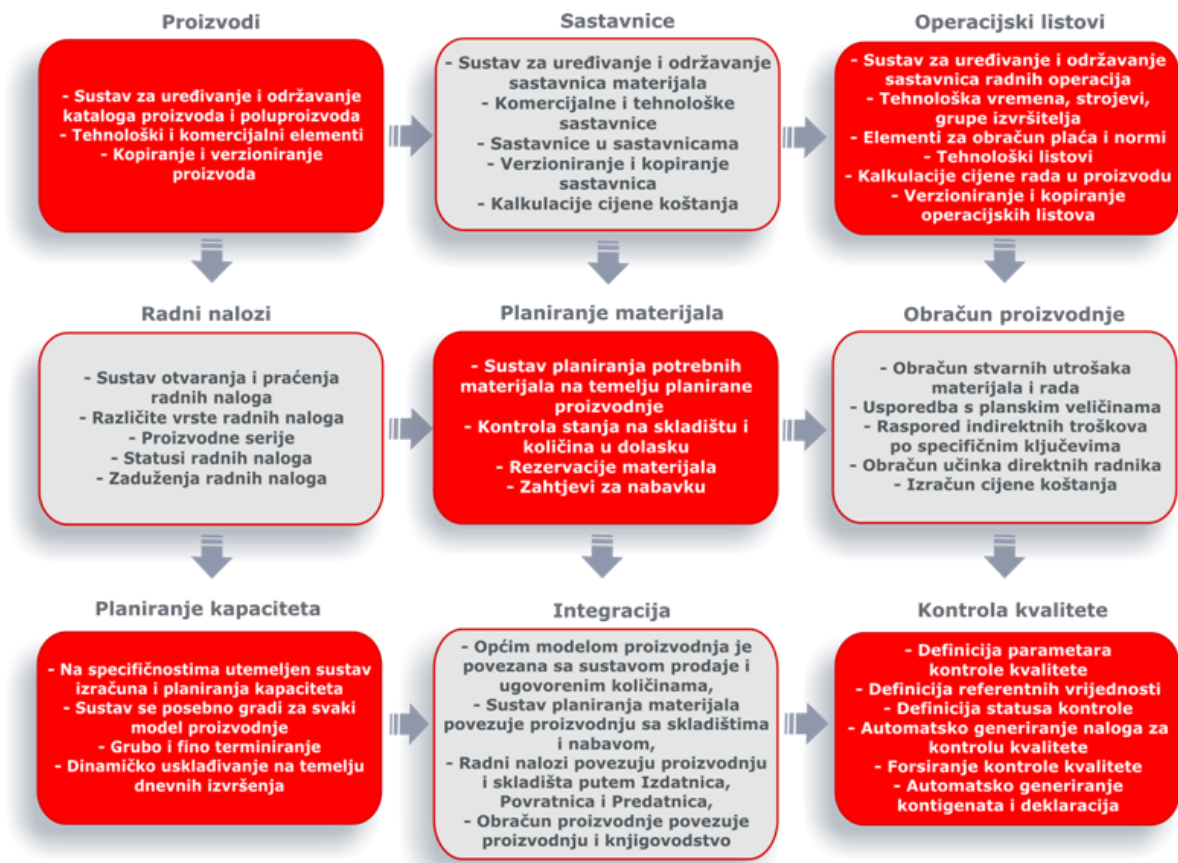 Proizvodi
- Sustav za uređivanje i održavanje
kataloga proizvoda i poluproizvoda
- Tehnološki i komercijalni elementi
- Kopiranje i verzioniranje
proizvoda
Sastavnice
- Sustav za uređivanje i održavanje
sastavnica materijala
- Komercijalne i tehnološke
sastavnice
- Sastavnice u sastavnicama
- Verzioniranje i kopiranje
sastavnica
- Kalkulacije cijene koštanja
Operacijski listovi
- Sustav za uređivanje i održavanje
sastavnica radnih operacija
- Tehnološka vremena, strojevi,
grupe izvršitelja
- Elementi za obračun plaća i normi
- Tehnološki listovi
- Kalkulacije cijene rada u proizvodu
- Verzioniranje i kopiranje
operacijskih listova
Radni nalozi
- Sustav otvaranja i praćenja
radnih naloga
- Različite vrste radnih naloga
- Proizvodne serije
- Statusi radnih naloga
- Zaduženja radnih naloga
Planiranje materijala
- Sustav planiranja potrebnih
materijala na temelju planirane
proizvodnje
- Kontrola stanja na skladištu i
količina u dolasku
- Rezervacije materijala
- Zahtjevi za nabavku
Obračun proizvodnje
- Obračun stvarnih utrošaka
materijala i rada
- Usporedba s planskim veličinama
- Raspored indirektnih troškova
po specifičnim ključevima
- Obračun učinka direktnih radnika
- Izračun cijene koštanja
Planiranje kapaciteta
- Na specifičnostima utemeljen sustav
izračuna i planiranja kapaciteta
- Sustav se posebno gradi za svaki
model proizvodnje
- Grubo i fino terminiranje
- Dinamičko usklađivanje na temelju
dnevnih izvršenja
Integracija
- Općim modelom proizvodnja je
povezana sa sustavom prodaje i
ugovorenim količinama,
- Sustav planiranja materijala
povezuje proizvodnju sa skladištima
i nabavom,
- Radni nalozi povezuju proizvodnju
i skladišta putem Izdatnica,
Povratnica i Predatnica,
- Obračun proizvodnje povezuje
proizvodnju i knjigovodstvo
Kontrola kvalitete
- Definicija parametara
kontrole kvalitete
- Definicija referentnih vrijednosti
- Definicija statusa kontrole
- Automatsko generiranje naloga za
kontrolu kvalitete
- Forsiranje kontrole kvalitete
- Automatsko generiranje
kontigenata i deklaracija